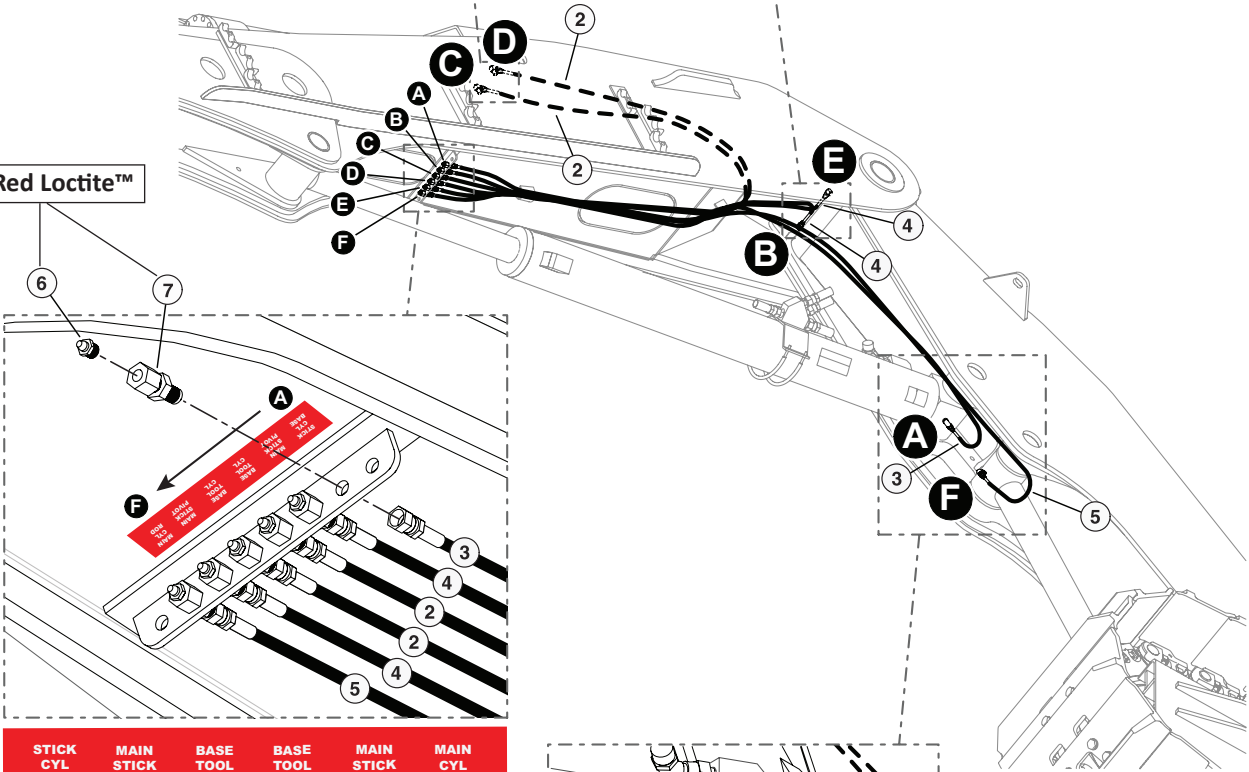 2
D
C
A
B
C
2
D
E
E
Red Loctite™
F
4
B
4
6
7
A
A
3
F
STICK CYL BASE
MAIN STICK PIVOT
BASE TOOL CYL
BASE TOOL CYL
MAIN STICK PIVOT
MAIN CYL ROD
F
5
3
4
2
2
4
5
STICK MAIN BASE BASE MAIN MAIN
CYL STICK TOOL TOOL STICK CYL